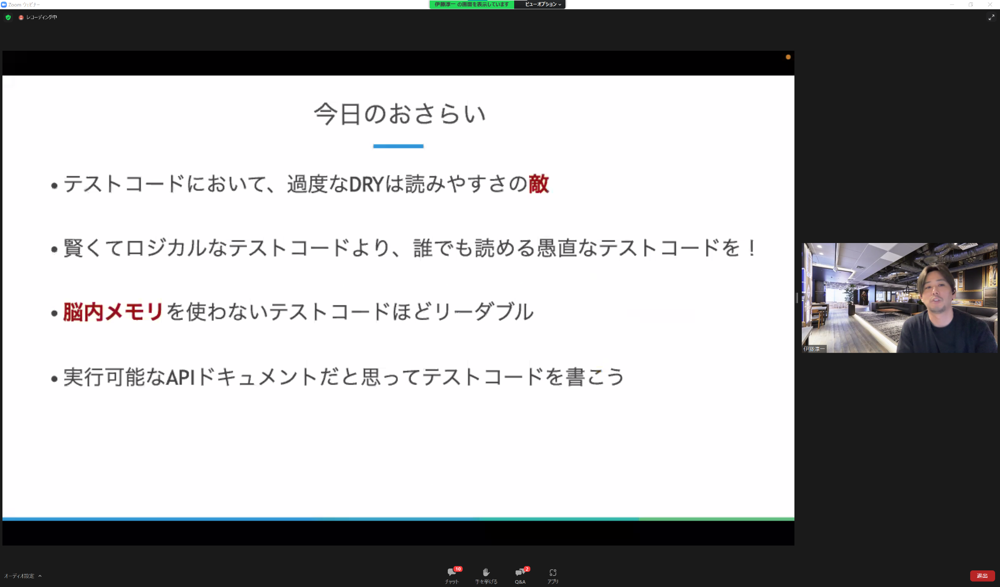 Zoom ウェビナー
伊藤淳一 の画面を表示しています
ビューオプション
レコーディング中
今日のおさらい
• テストコードにおいて、過度なDRYは読みやすさの敵
• 賢くてロジカルなテストコードより、誰でも読める愚直なテストコードを！
• 脳内メモリを使わないテストコードほどリーダブル
• 実行可能なAPIドキュメントだと思ってテストコードを書こう
伊藤淳一
オーディオ設定
10
チャット
手を挙げる
2
Q&A
アプリ
退出